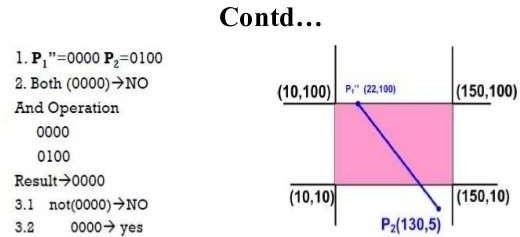 Contd...
1. P₁"=0000 P₂=0100
2. Both (0000)→NO
And Operation
0000
0100
Result→0000
3.1 not(0000)→NO
3.2 0000→ yes
(10,100) P₁" (22,100) (150,100)
(10,10) (150,10)
P₂(130,5)